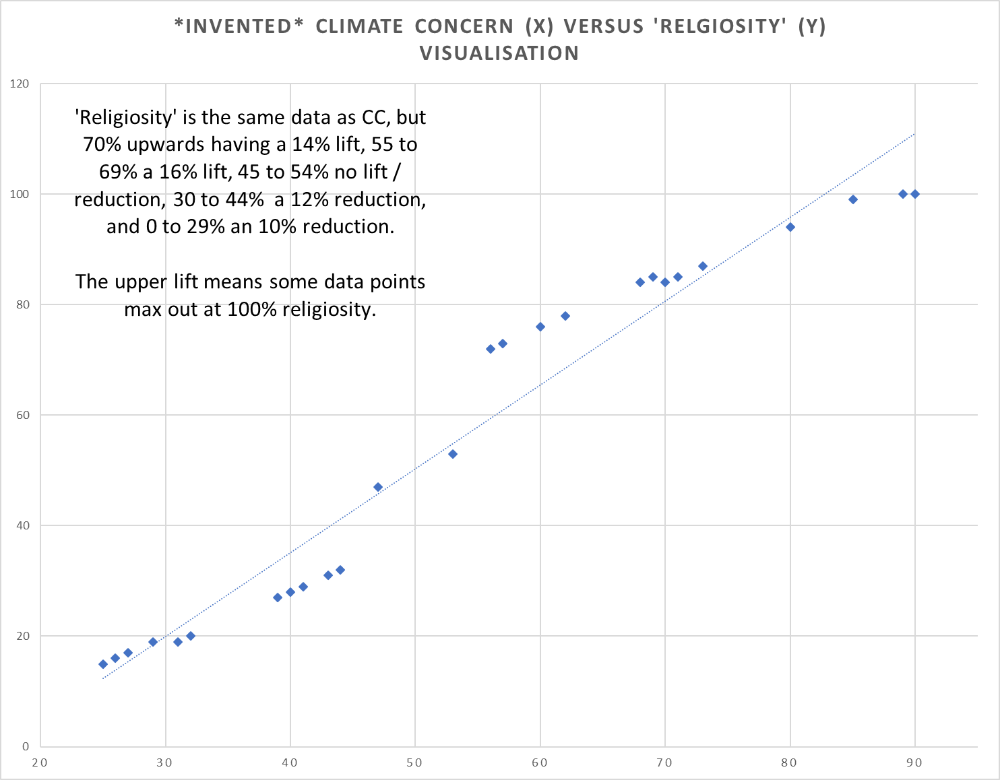 *INVENTED* CLIMATE CONCERN (X) VERSUS 'RELGIOSITY' (Y)
VISUALISATION
120
100
80
60
40
20
0
'Religiosity' is the same data as CC, but
70% upwards having a 14% lift, 55 to
69% a 16% lift, 45 to 54% no lift /
reduction, 30 to 44% a 12% reduction,
and 0 to 29% an 10% reduction.
The upper lift means some data points
max out at 100% religiosity.
20 30 40 50 60 70 80 90